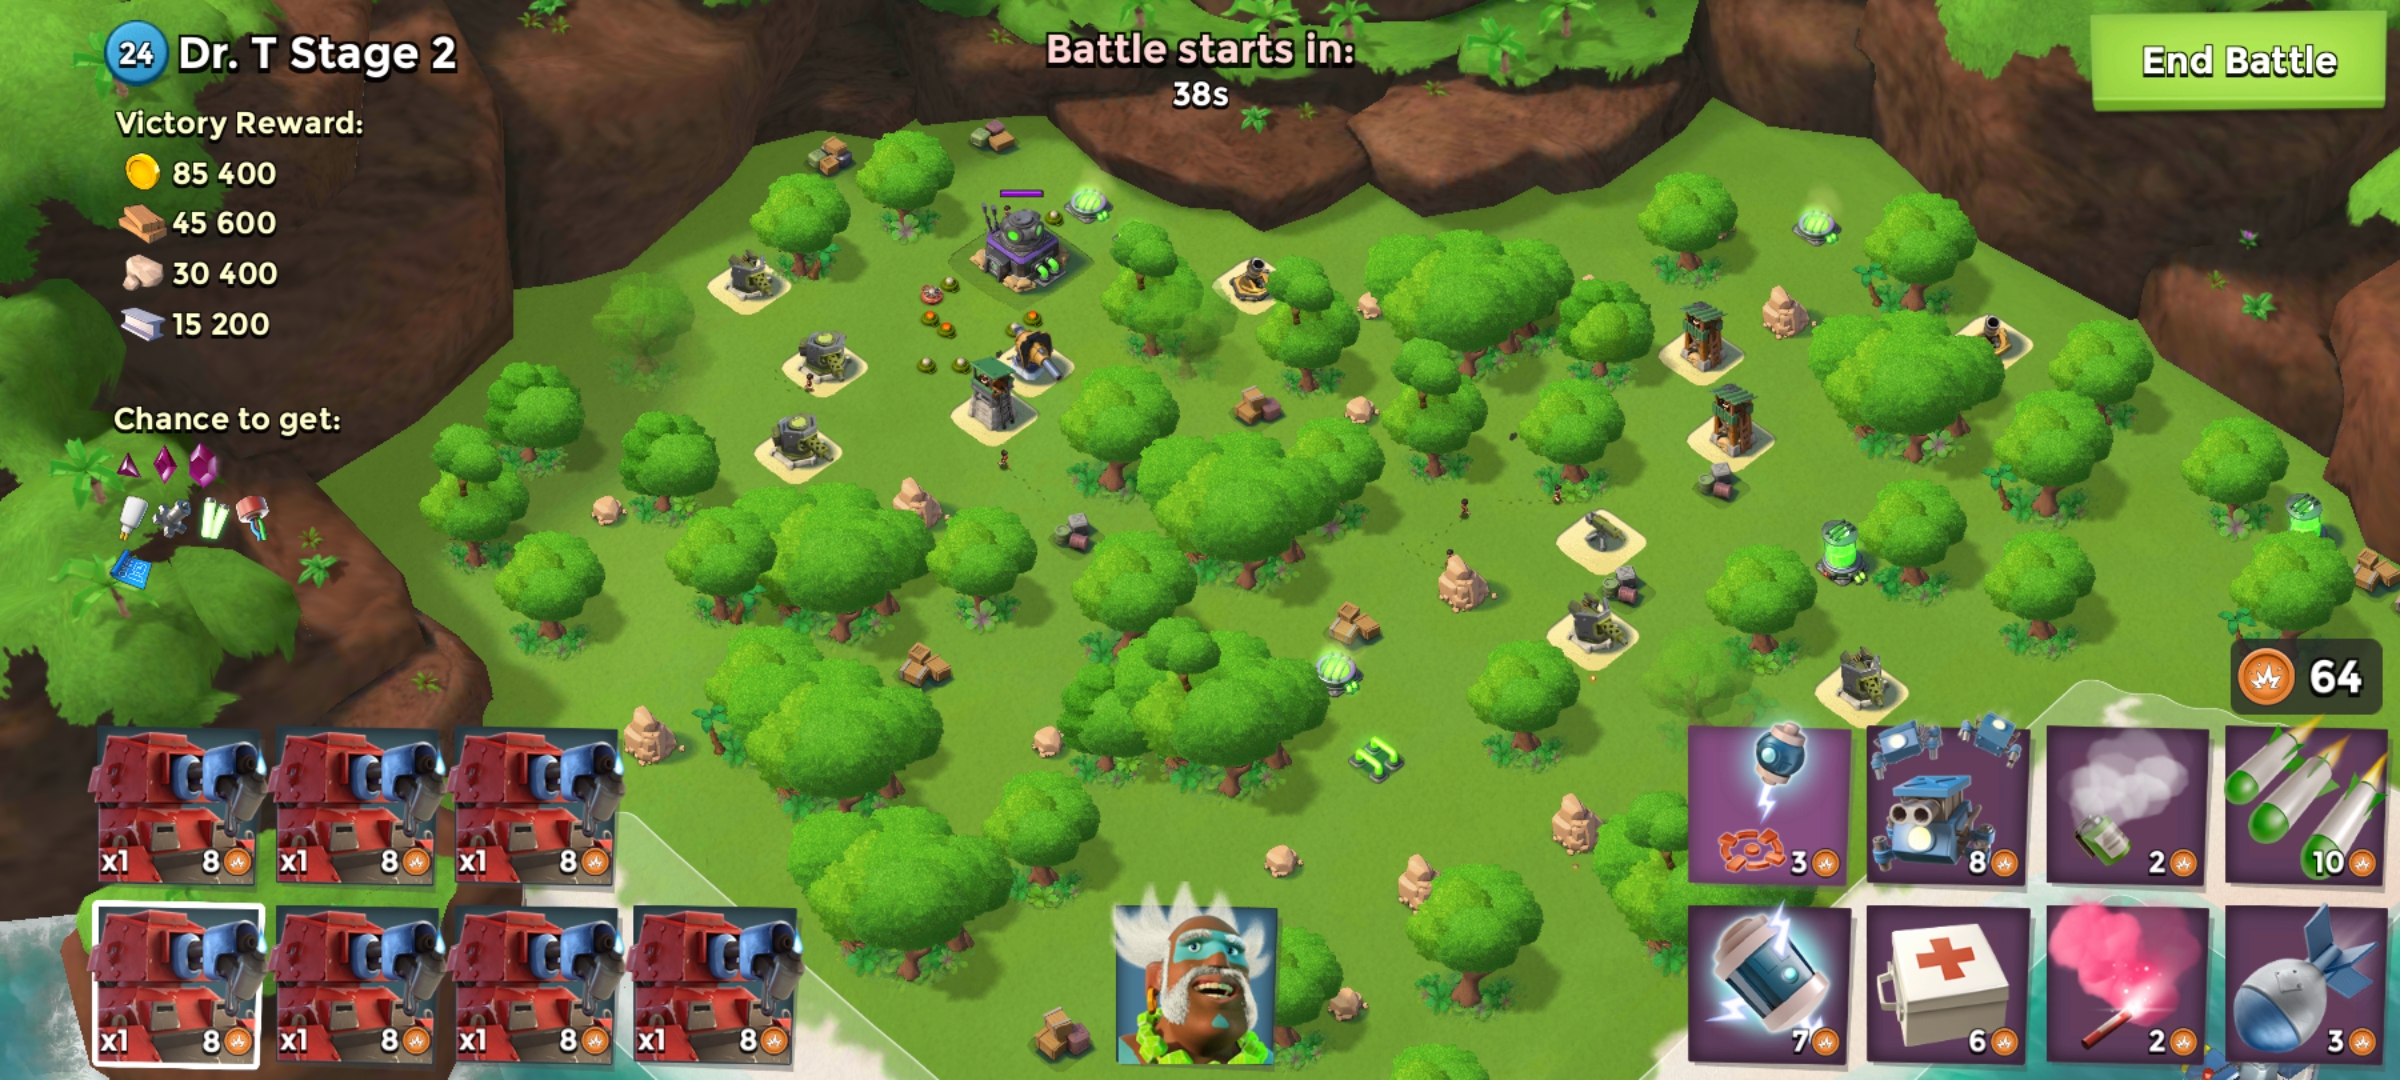 24 Dr. T Stage 2
Battle starts in:
38s
End Battle
Victory Reward:
85 400
45 600
30 400
15 200
Chance to get:
64
x1 8
x1 8
x1 8
3
8
2
10
x1 8
x1 8
x1 8
x1 8
7
6
2
3